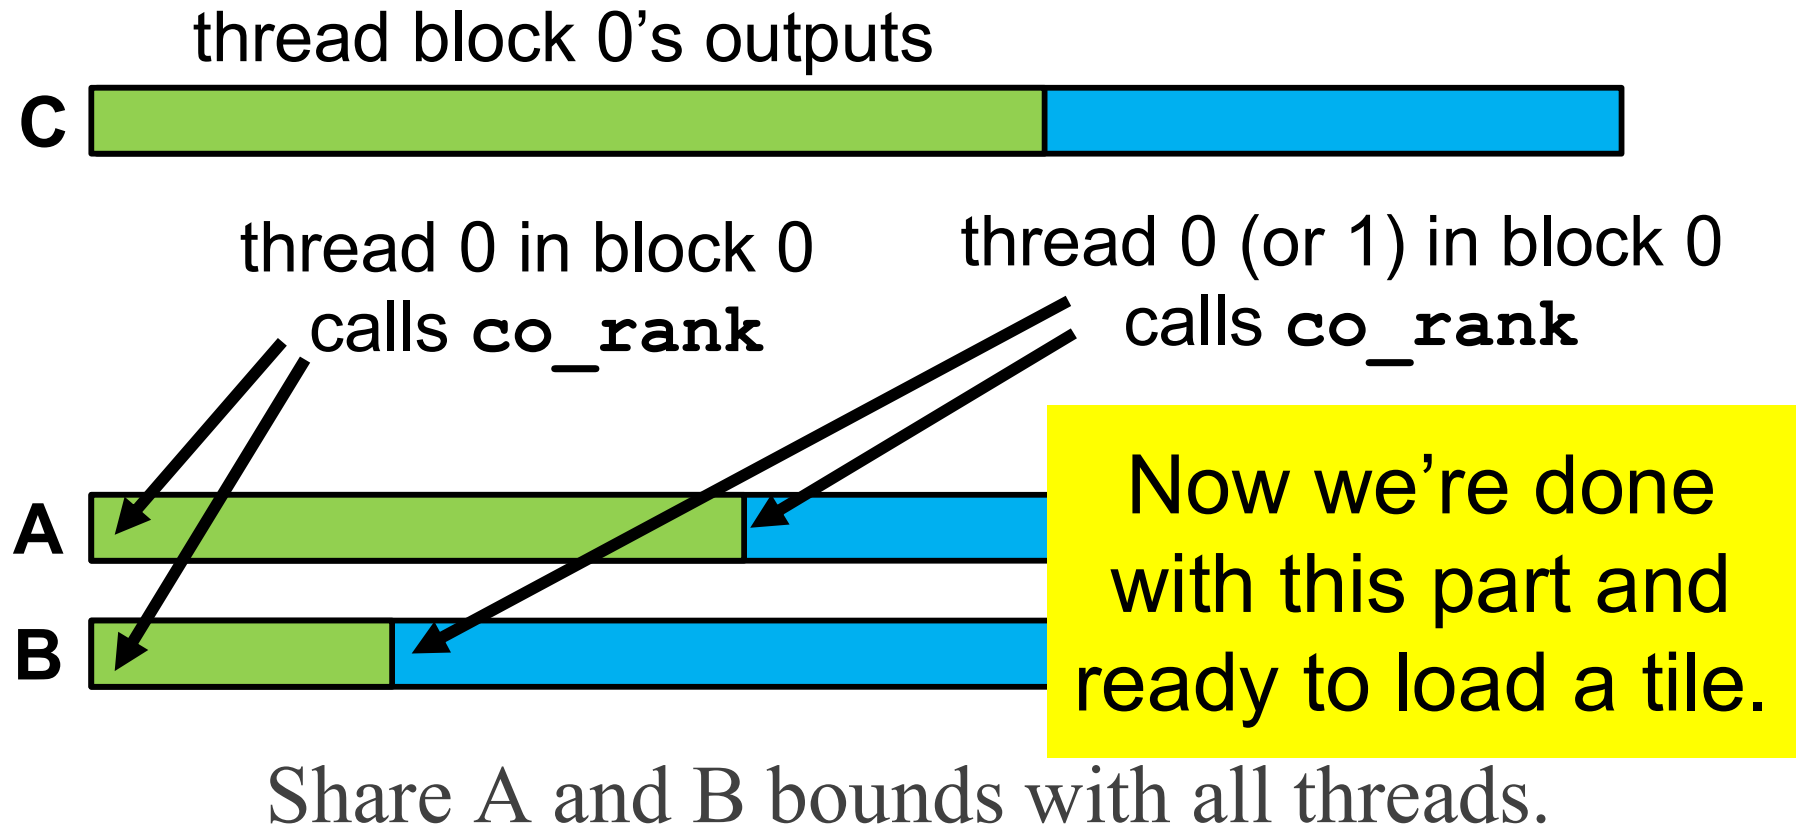 thread block 0’s outputs
C
thread 0 in block 0
calls co_rank
thread 0 (or 1) in block 0
calls co_rank
A
B
Now we’re done
with this part and
ready to load a tile.
Share A and B bounds with all threads.